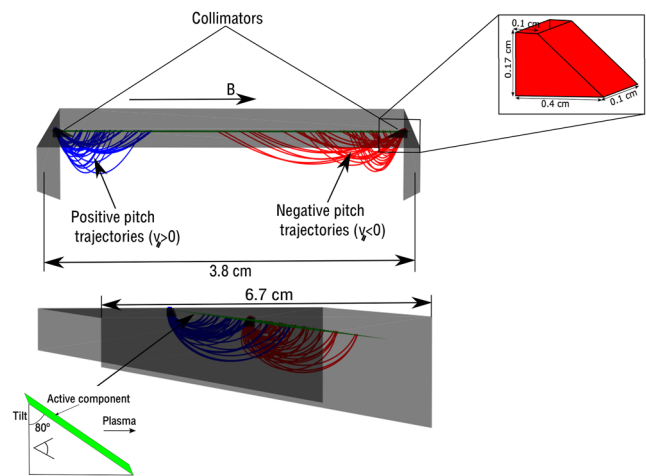 Collimators
0.1 cm
0.17 cm
0.4 cm
0.1 cm
B
Positive pitch
trajectories (v∥>0)
Negative pitch
trajectories (v∥<0)
3.8 cm
6.7 cm
Active component
Tilt
80°
Plasma